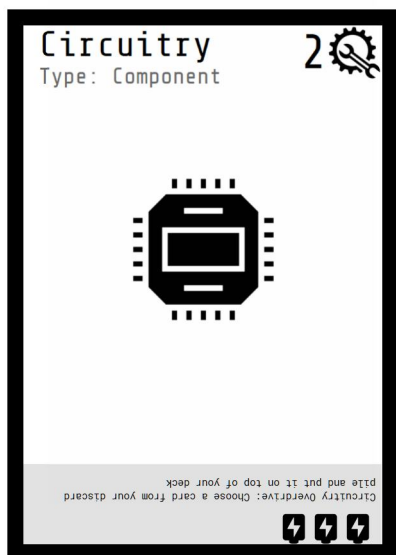 Circuitry
2
Type: Component
Circuitry Overdrive: Choose a card from your discard
pile and put it on top of your deck